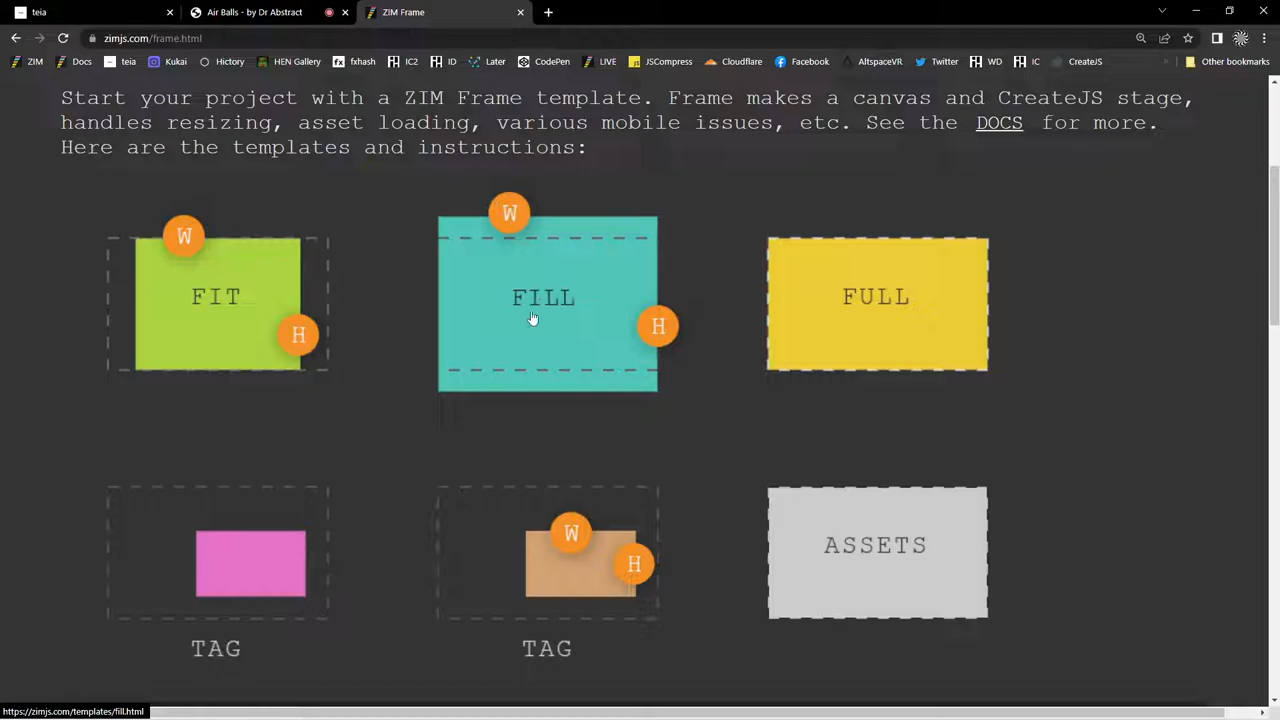 teia
Air Balls - by Dr Abstract
ZIM Frame
zimjs.com/frame.html
ZIM
Docs
teia
Kukai
Hictory
HEN Gallery
fxhash
IC2
ID
Later
CodePen
LIVE
JSCompress
Cloudflare
Facebook
AltspaceVR
Twitter
WD
IC
CreateJS
Other bookmarks
Start your project with a ZIM Frame template. Frame makes a canvas and CreateJS stage,
handles resizing, asset loading, various mobile issues, etc. See the DOCS for more.
Here are the templates and instructions:
W
FIT
H
W
FILL
H
FULL
TAG
W
H
TAG
ASSETS
https://zimjs.com/templates/fill.html